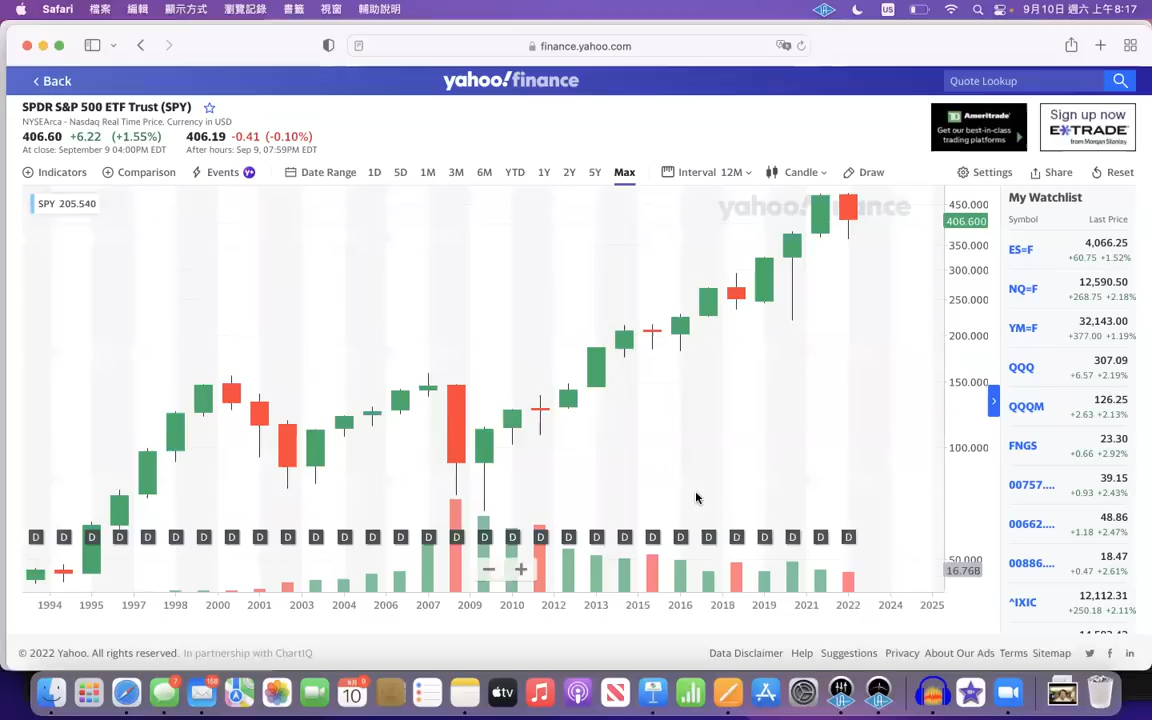 Safari 檔案 編輯 顯示方式 瀏覽記錄 書籤 視窗 輔助說明 US 9月10日 週六 上午8:17
finance.yahoo.com
Back yahoo!finance Quote Lookup
SPDR S&P 500 ETF Trust (SPY)
NYSEArca - Nasdaq Real Time Price. Currency in USD
406.60 +6.22 (+1.55%) 406.19 -0.41 (-0.10%)
At close: September 9 04:00PM EDT After hours: Sep 9, 07:59PM EDT
Ameritrade
Get our best-in-class
trading platforms
Sign up now
E*TRADE
from Morgan Stanley
Indicators Comparison Events Y+ Date Range 1D 5D 1M 3M 6M YTD 1Y 2Y 5Y Max Interval 12M Candle Draw Settings Share Reset
SPY 205.540
yahoo!finance
450.000
406.600
350.000
300.000
250.000
200.000
150.000
100.000
50.000
16.76B
D D D D D D D D D D D D D D D D D D D D D D D D D D D D D D
1994 1995 1997 1998 2000 2001 2003 2004 2006 2007 2009 2010 2012 2013 2015 2016 2018 2019 2021 2022 2024 2025
My Watchlist
Symbol Last Price
ES=F 4,066.25
+60.75 +1.52%
NQ=F 12,590.50
+268.75 +2.18%
YM=F 32,143.00
+377.00 +1.19%
QQQ 307.09
+6.57 +2.19%
QQQM 126.25
+2.63 +2.13%
FNGS 23.30
+0.66 +2.92%
00757.... 39.15
+0.93 +2.43%
00662.... 48.86
+1.18 +2.47%
00886.... 18.47
+0.47 +2.61%
^IXIC 12,112.31
+250.18 +2.11%
© 2022 Yahoo. All rights reserved. In partnership with ChartIQ
Data Disclaimer Help Suggestions Privacy About Our Ads Terms Sitemap
7 168 10 9 tv